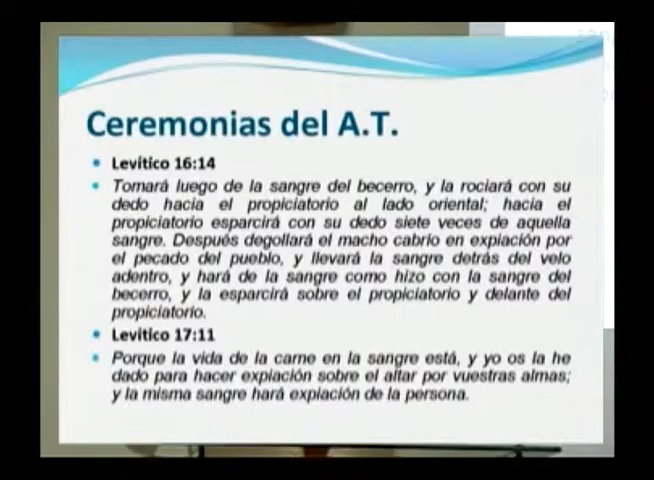 Ceremonias del A.T.
Levítico 16:14
Tomará luego de la sangre del becerro, y la rociará con su
dedo hacia el propiciatorio al lado oriental; hacia el
propiciatorio esparcirá con su dedo siete veces de aquella
sangre. Después degollará el macho cabrío en expiación por
el pecado del pueblo, y llevará la sangre detrás del velo
adentro, y hará de la sangre como hizo con la sangre del
becerro, y la esparcirá sobre el propiciatorio y delante del
propiciatorio.
Levítico 17:11
Porque la vida de la carne en la sangre está, y yo os la he
dado para hacer expiación sobre el altar por vuestras almas;
y la misma sangre hará expiación de la persona.